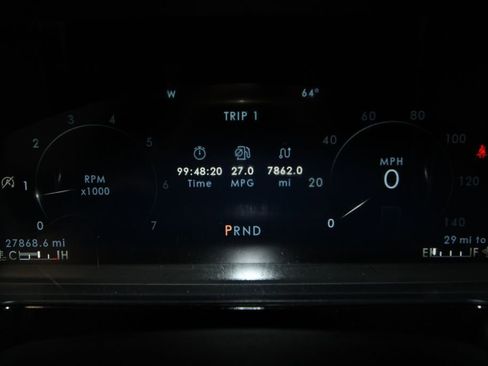 W 64°
TRIP 1
99:48:20 27.0 7862.0
Time MPG mi
RPM
x1000
0 1 2 3 4 5 6 7
MPH
0
0 20 40 60 80 100 120 140
PRND
27868.6 mi 29 mi to
C H E F